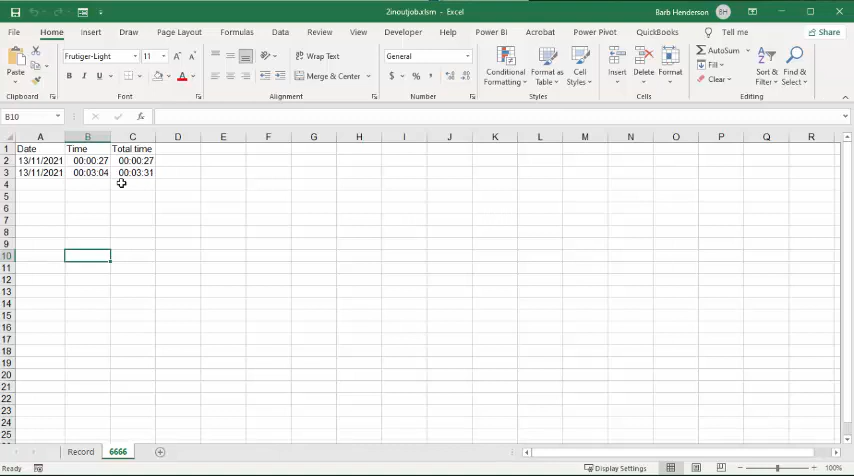 2inoutjob.xlsm - Excel
Barb Henderson BH
File Home Insert Draw Page Layout Formulas Data Review View Developer Help Power BI Acrobat Power Pivot QuickBooks Tell me Share
Paste
Clipboard
Frutiger-Light 11
B I U
Font
Wrap Text
Merge & Center
Alignment
General
$ % ,
Number
Conditional Formatting
Format as Table
Cell Styles
Styles
Insert Delete Format
Cells
AutoSum
Fill
Clear
Sort & Filter
Find & Select
Editing
B10 fx
A B C D E F G H I J K L M N O P Q R
1 Date Time Total time
2 13/11/2021 00:00:27 00:00:27
3 13/11/2021 00:03:04 00:03:31
4
5
6
7
8
9
10
11
12
13
14
15
16
17
18
19
20
21
22
23
24
25
Record 6666
Ready Display Settings 100%